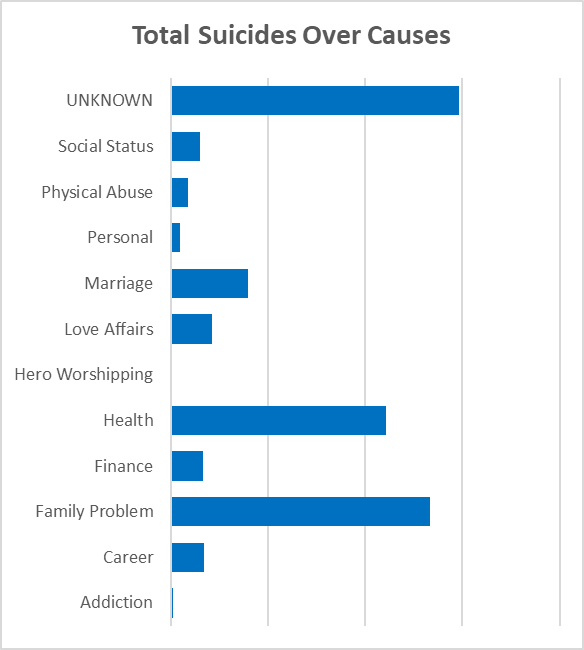 Total Suicides Over Causes
UNKNOWN
Social Status
Physical Abuse
Personal
Marriage
Love Affairs
Hero Worshipping
Health
Finance
Family Problem
Career
Addiction